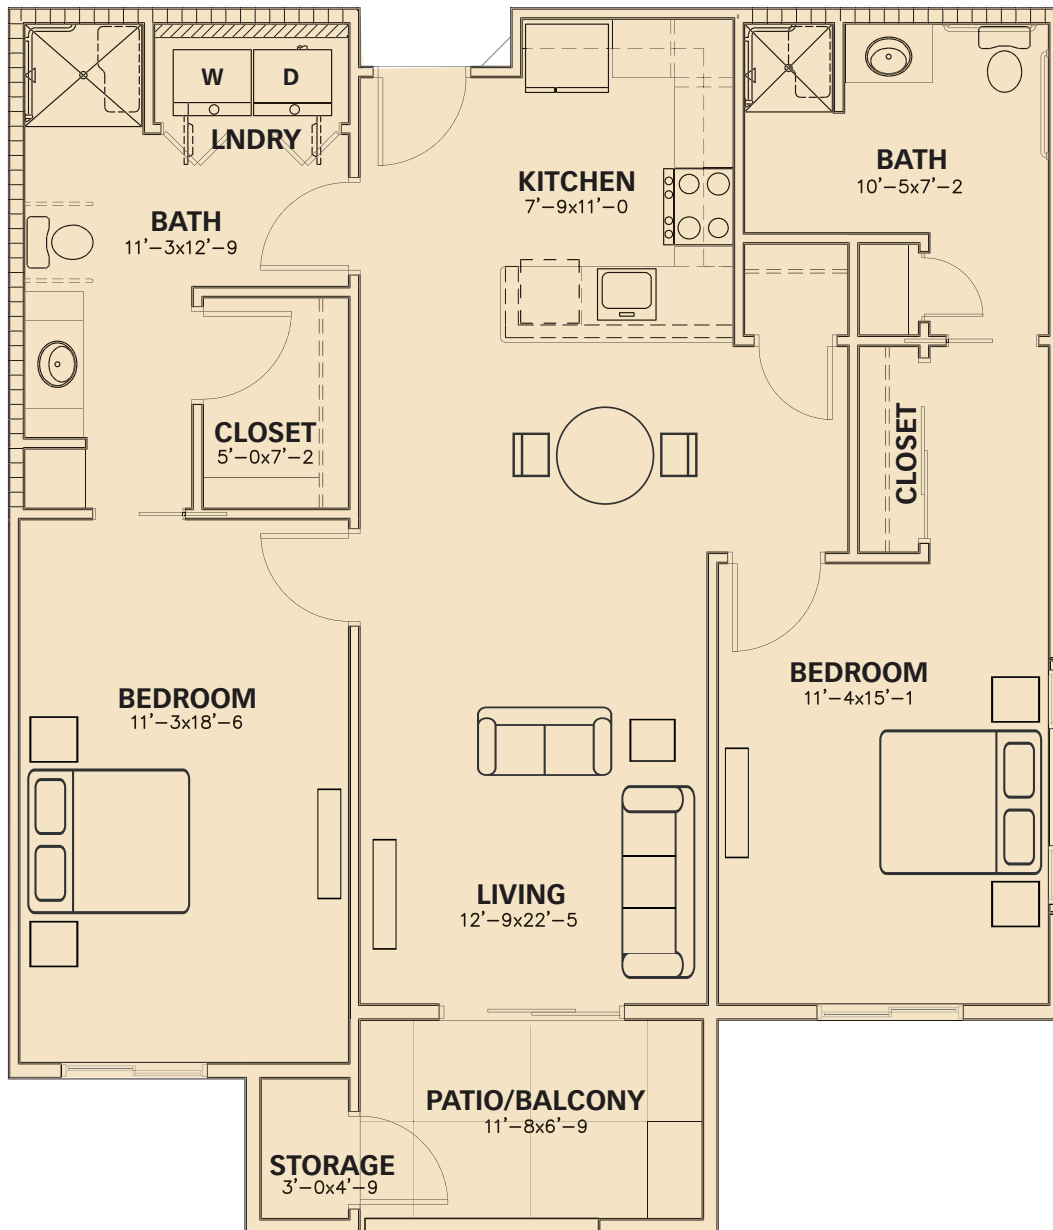 W
D
LNDRY
KITCHEN
7'-9x11'-0
BATH
10'-5x7'-2
BATH
11'-3x12'-9
CLOSET
5'-0x7'-2
CLOSET
BEDROOM
11'-3x18'-6
BEDROOM
11'-4x15'-1
LIVING
12'-9x22'-5
PATIO/BALCONY
11'-8x6'-9
STORAGE
3'-0x4'-9